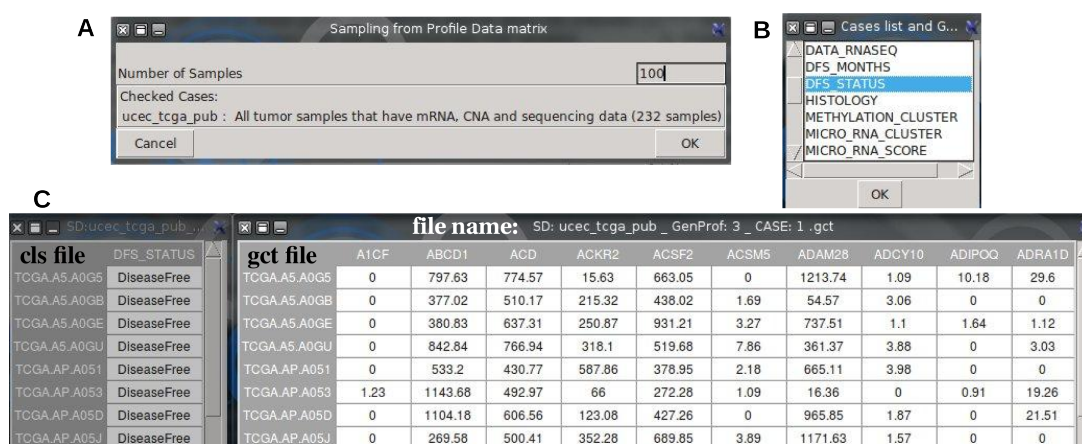 A
Sampling from Profile Data matrix
Number of Samples 100
Checked Cases:
ucec_tcga_pub : All tumor samples that have mRNA, CNA and sequencing data (232 samples)
Cancel OK
B
Cases list and G...
DATA_RNASEQ
DFS_MONTHS
DFS_STATUS
HISTOLOGY
METHYLATION_CLUSTER
MICRO_RNA_CLUSTER
MICRO_RNA_SCORE
OK
C
SD:ucec_tcga_pub_...
cls file DFS_STATUS
TCGA.A5.A0G5 DiseaseFree
TCGA.A5.A0GB DiseaseFree
TCGA.A5.A0GE DiseaseFree
TCGA.A5.A0GU DiseaseFree
TCGA.AP.A051 DiseaseFree
TCGA.AP.A053 DiseaseFree
TCGA.AP.A05D DiseaseFree
TCGA.AP.A05J DiseaseFree
file name: SD: ucec_tcga_pub _ GenProf: 3 _ CASE: 1 .gct
gct file A1CF ABCD1 ACD ACKR2 ACSF2 ACSM5 ADAM28 ADCY10 ADIPOQ ADRA1D
TCGA.A5.A0G5 0 797.63 774.57 15.63 663.05 0 1213.74 1.09 10.18 29.6
TCGA.A5.A0GB 0 377.02 510.17 215.32 438.02 1.69 54.57 3.06 0 0
TCGA.A5.A0GE 0 380.83 637.31 250.87 931.21 3.27 737.51 1.1 1.64 1.12
TCGA.A5.A0GU 0 842.84 766.94 318.1 519.68 7.86 361.37 3.88 0 3.03
TCGA.AP.A051 0 533.2 430.77 587.86 378.95 2.18 665.11 3.98 0 0
TCGA.AP.A053 1.23 1143.68 492.97 66 272.28 1.09 16.36 0 0.91 19.26
TCGA.AP.A05D 0 1104.18 606.56 123.08 427.26 0 965.85 1.87 0 21.51
TCGA.AP.A05J 0 269.58 500.41 352.28 689.85 3.89 1171.63 1.57 0 0